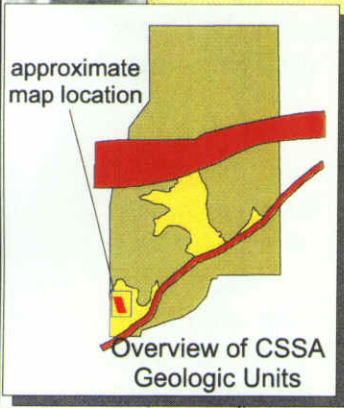 approximate
map location
Overview of CSSA
Geologic Units